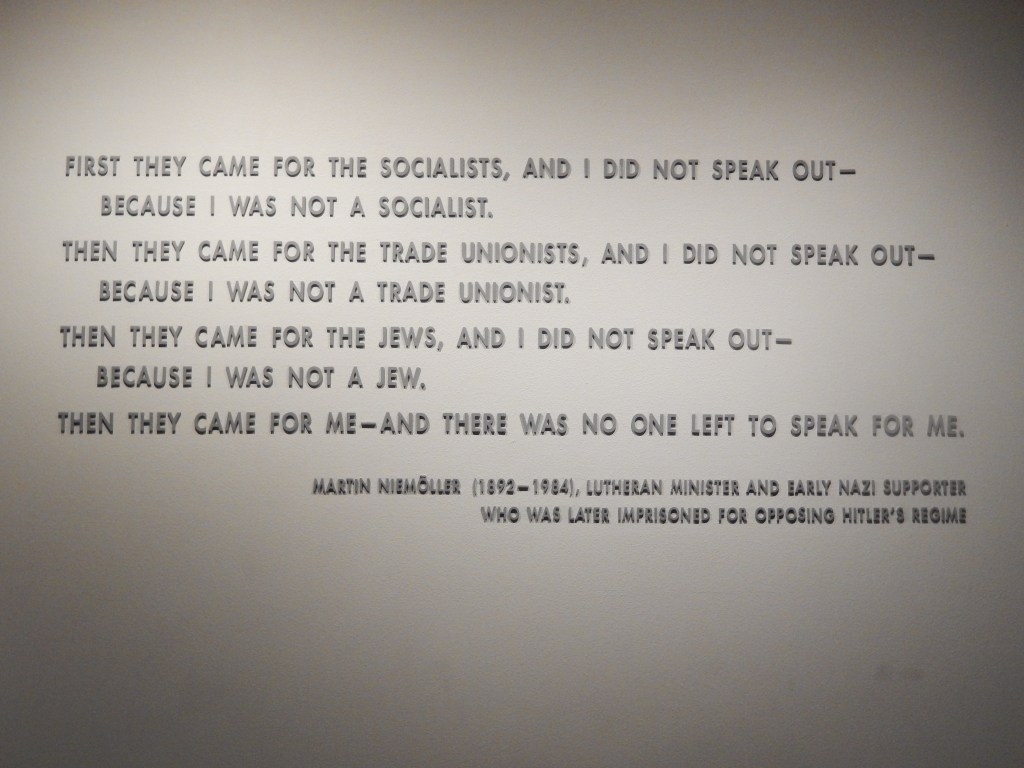 FIRST THEY CAME FOR THE SOCIALISTS, AND I DID NOT SPEAK OUT—
BECAUSE I WAS NOT A SOCIALIST.
THEN THEY CAME FOR THE TRADE UNIONISTS, AND I DID NOT SPEAK OUT—
BECAUSE I WAS NOT A TRADE UNIONIST.
THEN THEY CAME FOR THE JEWS, AND I DID NOT SPEAK OUT—
BECAUSE I WAS NOT A JEW.
THEN THEY CAME FOR ME—AND THERE WAS NO ONE LEFT TO SPEAK FOR ME.
MARTIN NIEMÖLLER (1892–1984), LUTHERAN MINISTER AND EARLY NAZI SUPPORTER
WHO WAS LATER IMPRISONED FOR OPPOSING HITLER'S REGIME